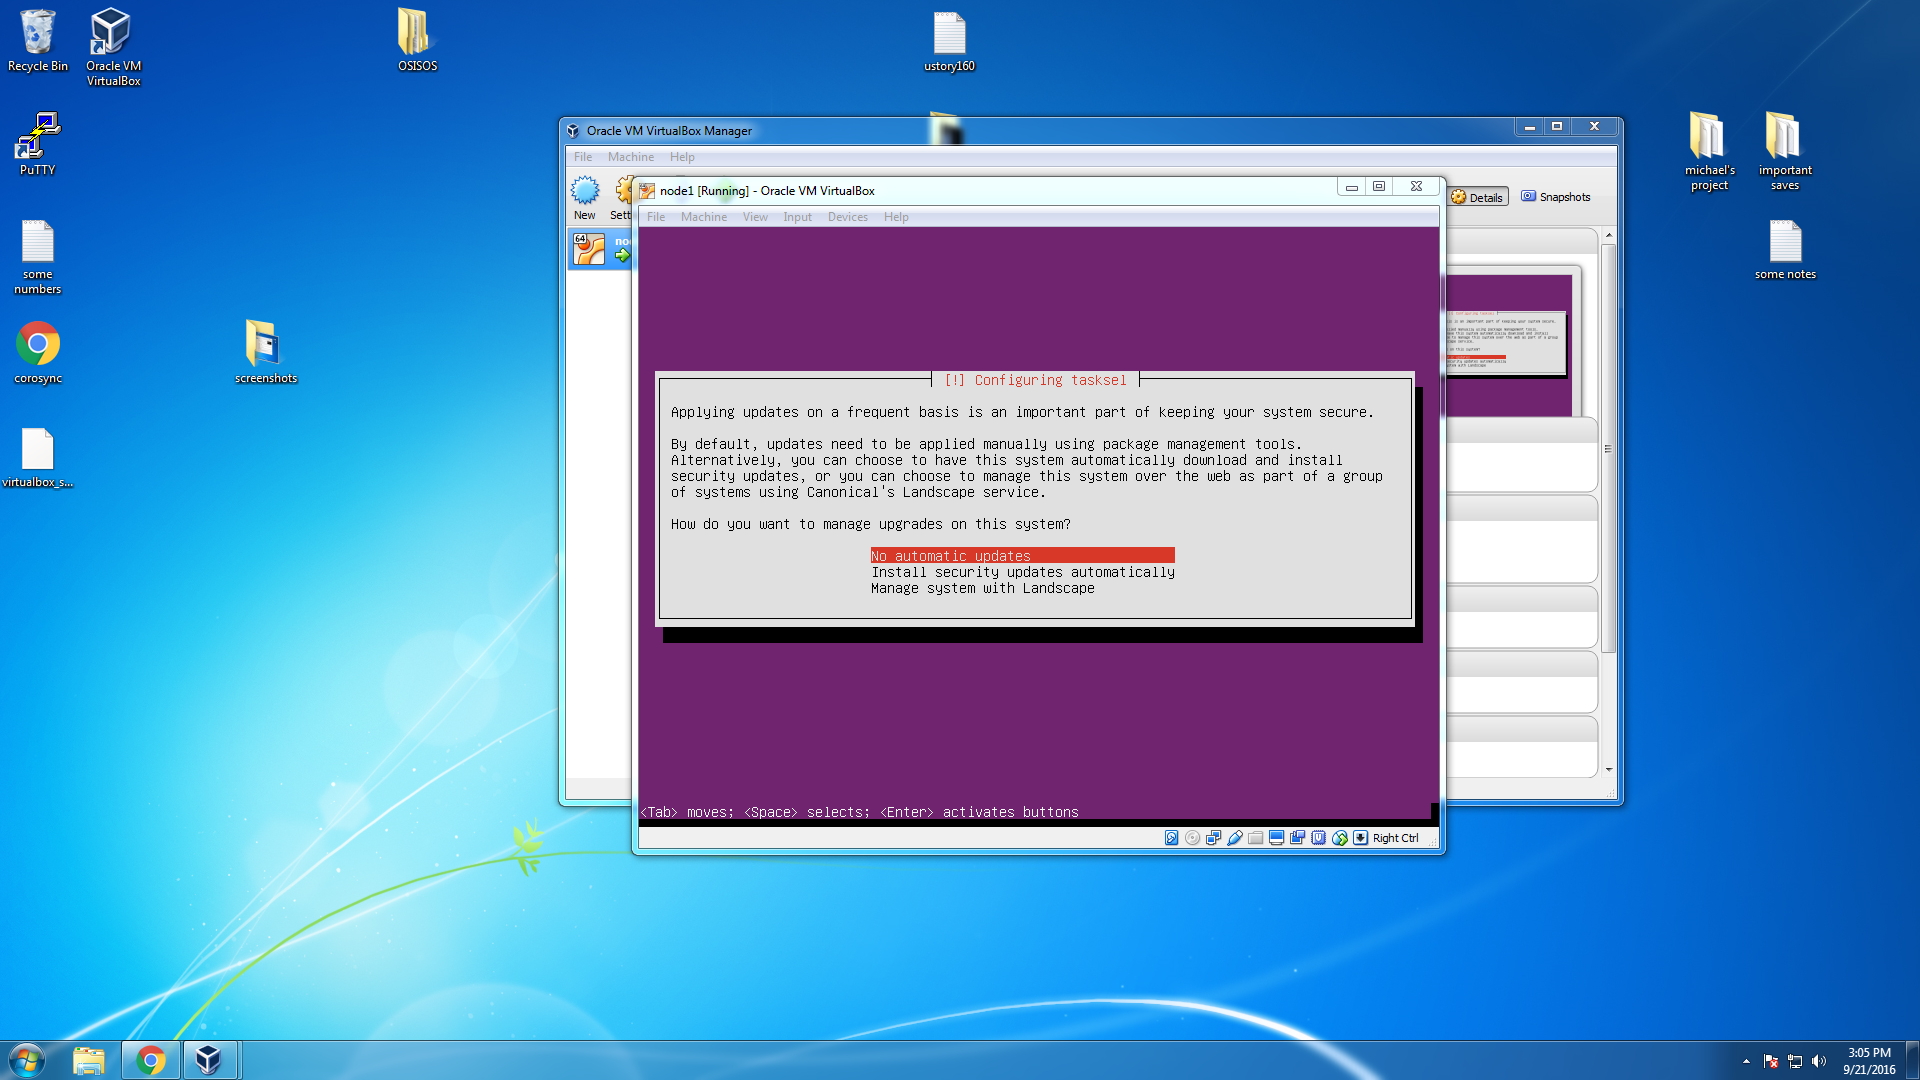 Recycle Bin
Oracle VM
VirtualBox
OSISOS
ustory160
PuTTY
michael's
project
important
saves
some
numbers
some notes
corosync
screenshots
virtualbox_s...
Oracle VM VirtualBox Manager
File Machine Help
New
Sett
Details
Snapshots
64
no
node1 [Running] - Oracle VM VirtualBox
File Machine View Input Devices Help
[!] Configuring tasksel
Applying updates on a frequent basis is an important part of keeping your system secure.
By default, updates need to be applied manually using package management tools.
Alternatively, you can choose to have this system automatically download and install
security updates, or you can choose to manage this system over the web as part of a group
of systems using Canonical's Landscape service.
How do you want to manage upgrades on this system?
No automatic updates
Install security updates automatically
Manage system with Landscape
<Tab> moves; <Space> selects; <Enter> activates buttons
Right Ctrl
3:05 PM
9/21/2016